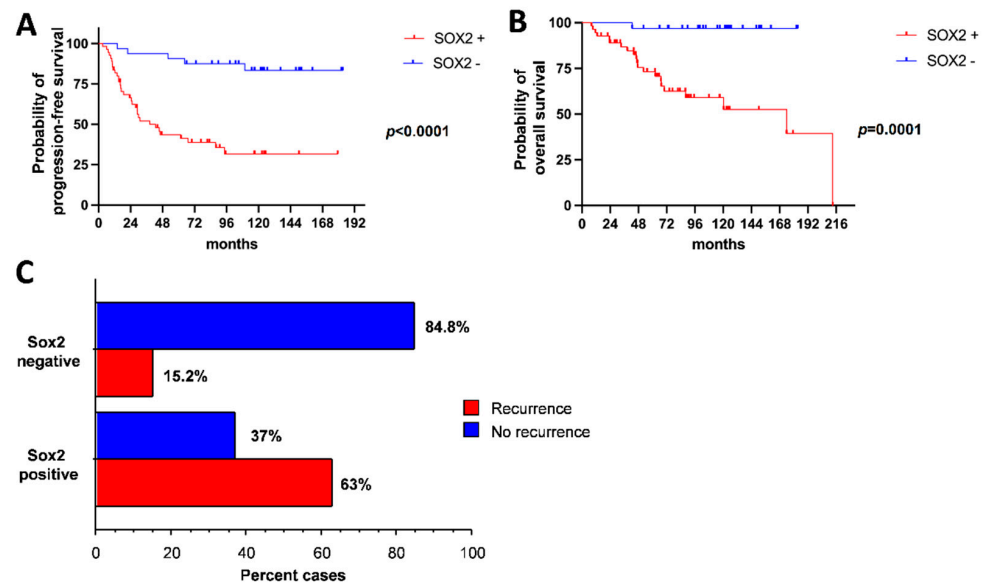 A
Probability of
progression-free survival
100
75
50
25
0
0 24 48 72 96 120 144 168 192
months
SOX2 +
SOX2 -
p<0.0001
B
Probability of
overall survival
100
75
50
25
0
0 24 48 72 96 120 144 168 192 216
months
SOX2 +
SOX2 -
p=0.0001
C
Sox2
negative
84.8%
15.2%
Sox2
positive
37%
63%
Recurrence
No recurrence
0 20 40 60 80 100
Percent cases